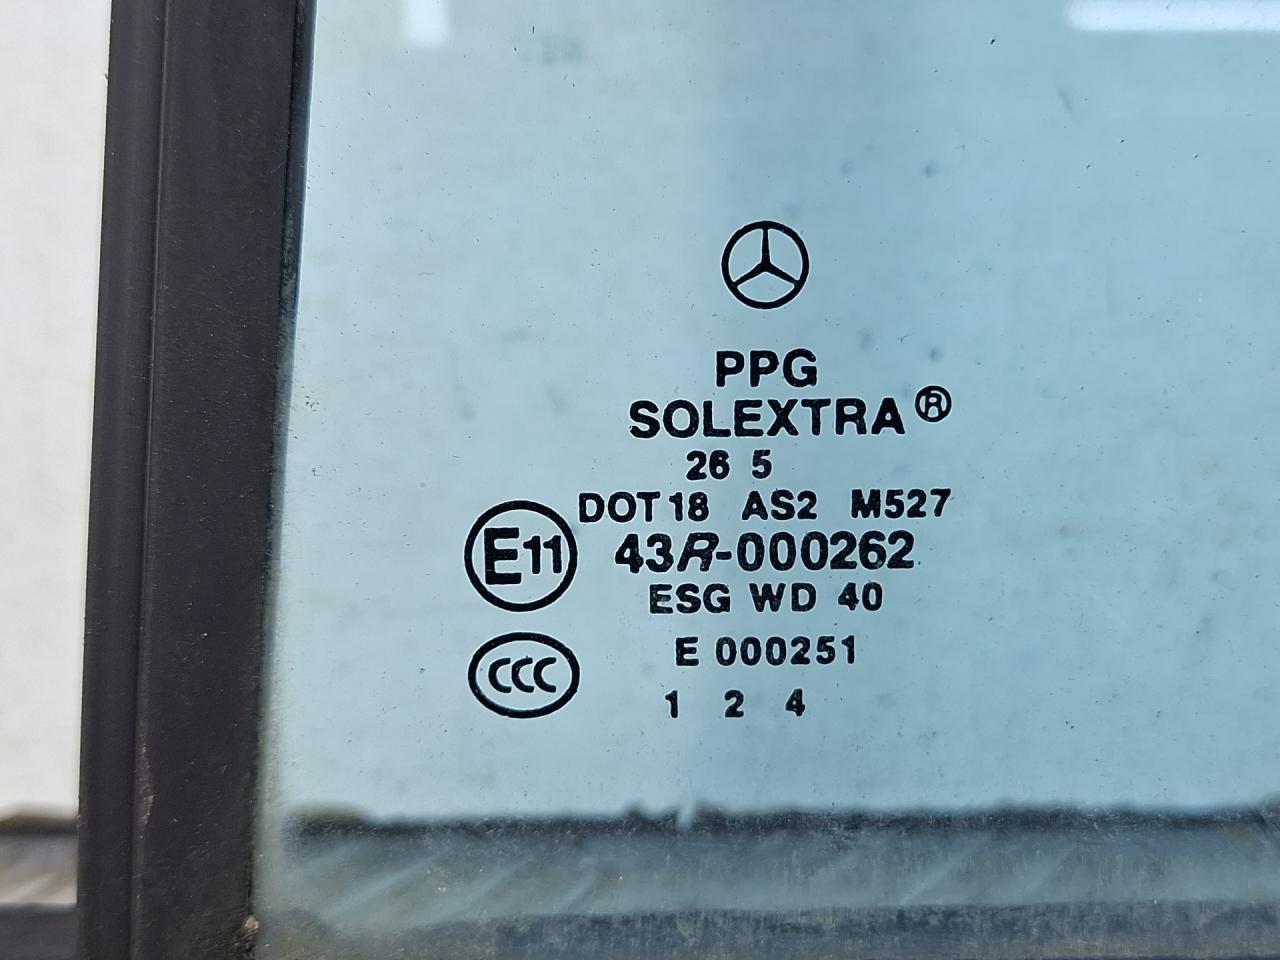 PPG
SOLEXTRA®
26 5
DOT 18 AS2 M527
E11 43R-000262
ESG WD 40
E 000251
CCC
1 2 4